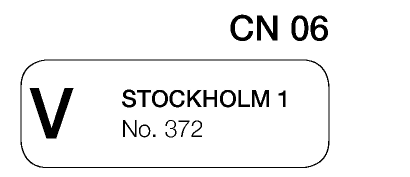 CN 06
V
STOCKHOLM 1
No. 372